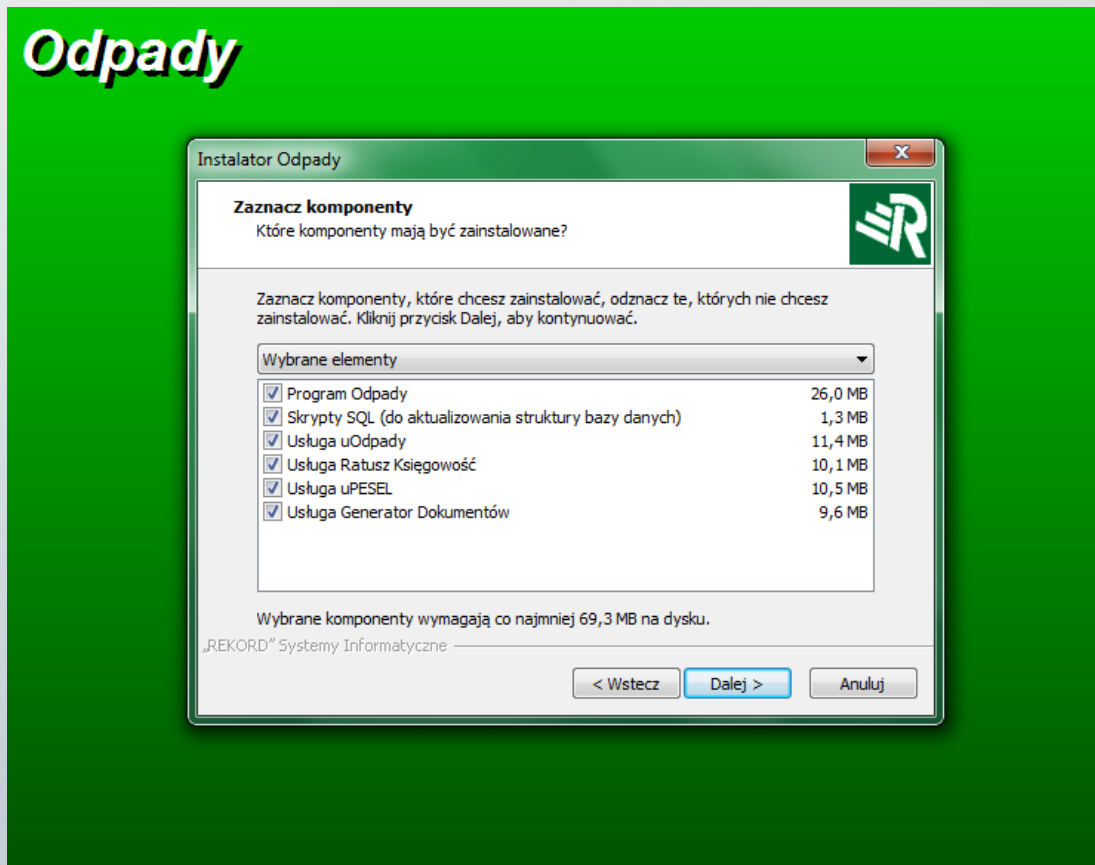 Odpady
Instalator Odpady
Zaznacz komponenty
Które komponenty mają być zainstalowane?
Zaznacz komponenty, które chcesz zainstalować, odznacz te, których nie chcesz
zainstalować. Kliknij przycisk Dalej, aby kontynuować.
Wybrane elementy
Program Odpady 26,0 MB
Skrypty SQL (do aktualizowania struktury bazy danych) 1,3 MB
Usługa uOdpady 11,4 MB
Usługa Ratusz Księgowość 10,1 MB
Usługa uPESEL 10,5 MB
Usługa Generator Dokumentów 9,6 MB
Wybrane komponenty wymagają co najmniej 69,3 MB na dysku.
„REKORD” Systemy Informatyczne
< Wstecz Dalej > Anuluj